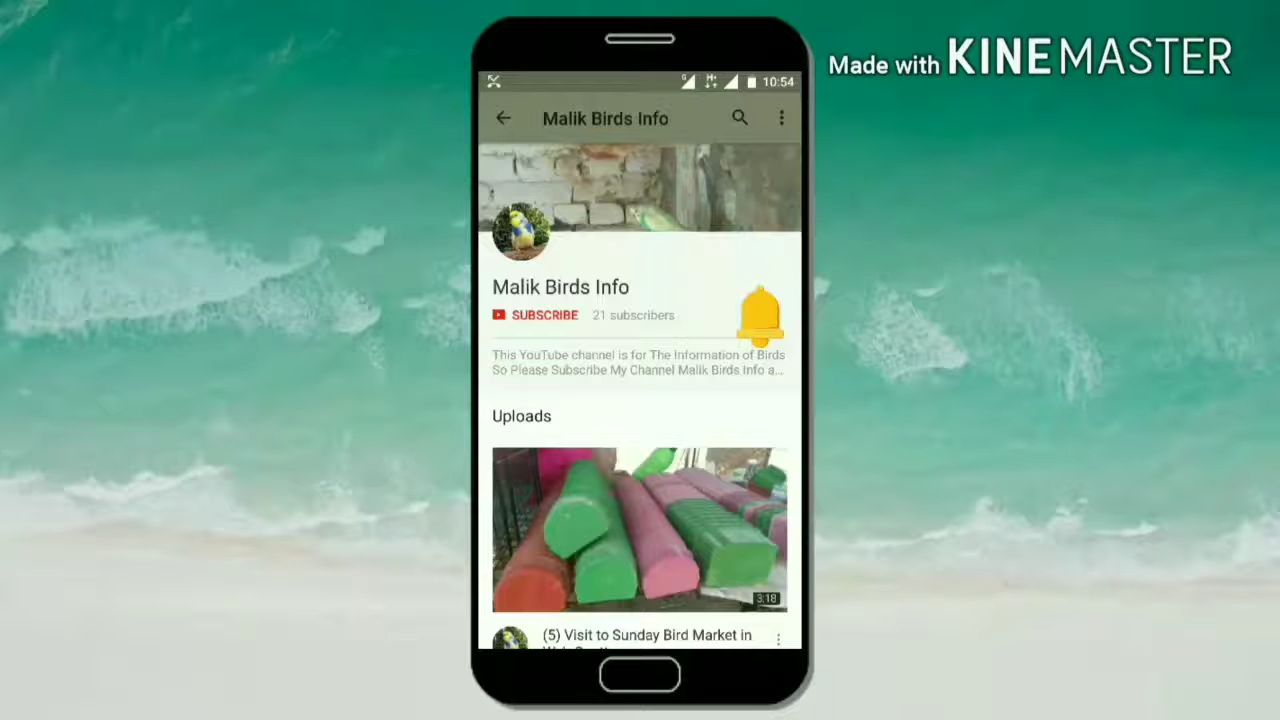 Made with KINEMASTER
10:54
Malik Birds Info
Malik Birds Info
SUBSCRIBE 21 subscribers
This YouTube channel is for The Information of Birds
So Please Subscribe My Channel Malik Birds Info a...
Uploads
3:18
(5) Visit to Sunday Bird Market in